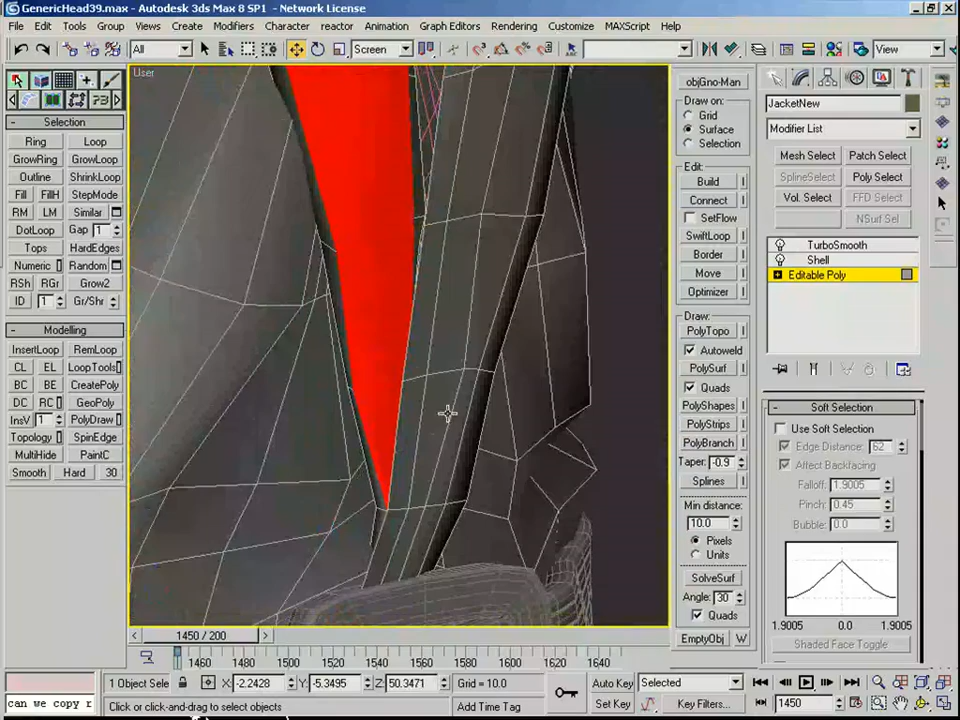 GenericHead39.max - Autodesk 3ds Max 8 SP1 - Network License
File Edit Tools Group Views Create Modifiers Character reactor Animation Graph Editors Rendering Customize MAXScript Help
All Screen View
User
Selection
Ring Loop
GrowRing GrowLoop
Outline ShrinkLoop
Fill FillH StepMode
RM LM Similar
DotLoop Gap 1
Tops HardEdges
Numeric Random
RSh RGr Grow2
ID 1 Gr/Shr
Modelling
InsertLoop RemLoop
CL EL LoopTools
BC BE CreatePoly
DC RC GeoPoly
InsV 1 PolyDraw
Topology SpinEdge
MultiHide PaintC
Smooth Hard 30
objGno-Man
Draw on:
Grid
Surface
Selection
Edit:
Build
Connect
SetFlow
SwiftLoop
Border
Move
Optimizer
Draw:
PolyTopo
Autoweld
PolySurf
Quads
PolyShapes
PolyStrips
PolyBranch
Taper: -0.9
Splines
Min distance:
10.0
Pixels
Units
SolveSurf
Angle: 30
Quads
EmptyObj W
JacketNew
Modifier List
Mesh Select Patch Select
SplineSelect Poly Select
Vol. Select FFD Select
NSurf Sel
TurboSmooth
Shell
Editable Poly
Soft Selection
Use Soft Selection
Edge Distance: 62
Affect Backfacing
Falloff: 1.9005
Pinch: 0.45
Bubble: 0.0
1.9005 0.0 1.9005
Shaded Face Toggle
1450 / 200
1460 1480 1500 1520 1540 1560 1580 1600 1620 1640
1 Object Sele X: -2.2428 Y: -5.3495 Z: 50.3471 Grid = 10.0 Auto Key Selected
can we copy r Click or click-and-drag to select objects Add Time Tag Set Key Key Filters... 1450